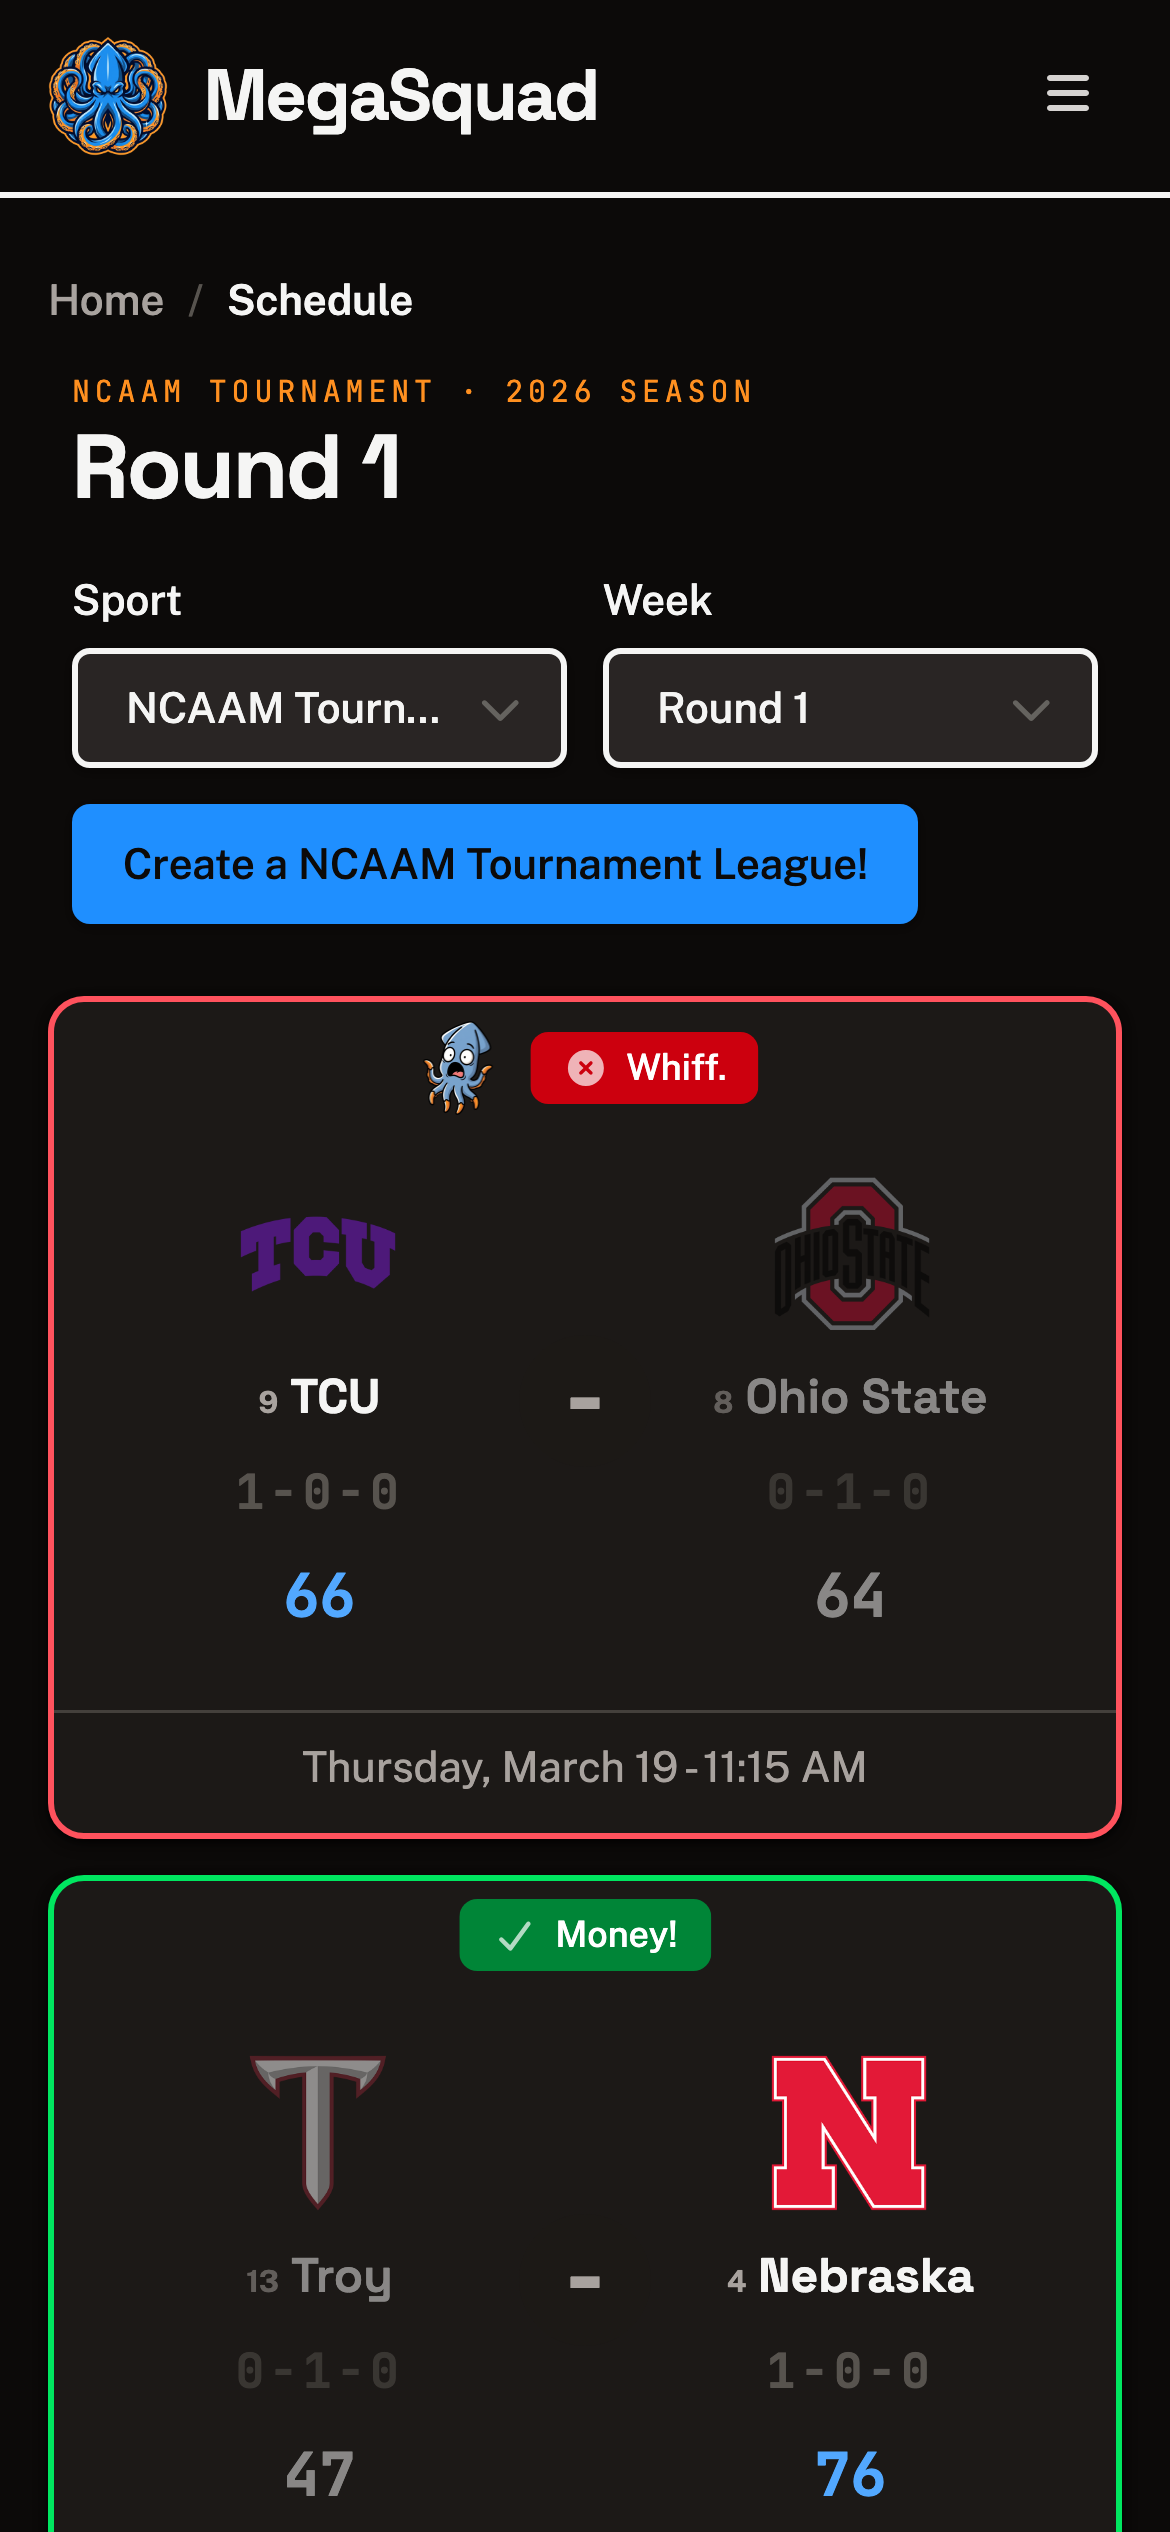 MegaSquad
Home / Schedule
NCAAM TOURNAMENT · 2026 SEASON
Round 1
Sport
Week
NCAAM Tourn...
Round 1
Create a NCAAM Tournament League!
Whiff.
TCU
OHIO STATE
9 TCU - 8 Ohio State
1-0-0
0-1-0
66
64
Thursday, March 19 - 11:15 AM
Money!
T
N
13 Troy - 4 Nebraska
0-1-0
1-0-0
47
76